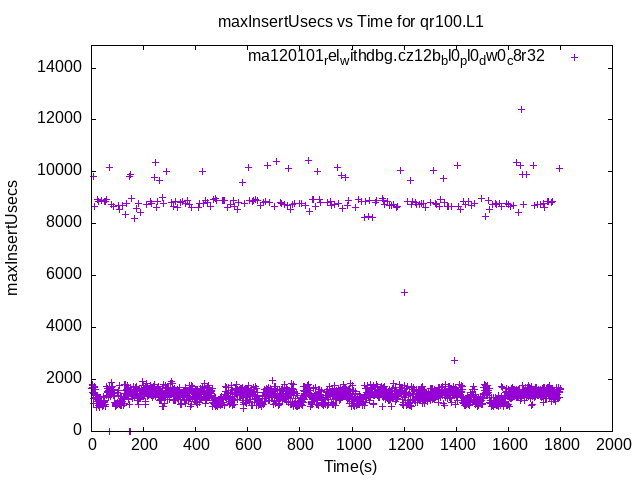 maxInsertUsecs vs Time for qr100.L1
ma120101_relwithdbg.cz12b_bl0_pl0_dw0_c8r32
14000
12000
10000
8000
6000
4000
2000
0
maxInsertUsecs
0 200 400 600 800 1000 1200 1400 1600 1800 2000
Time(s)